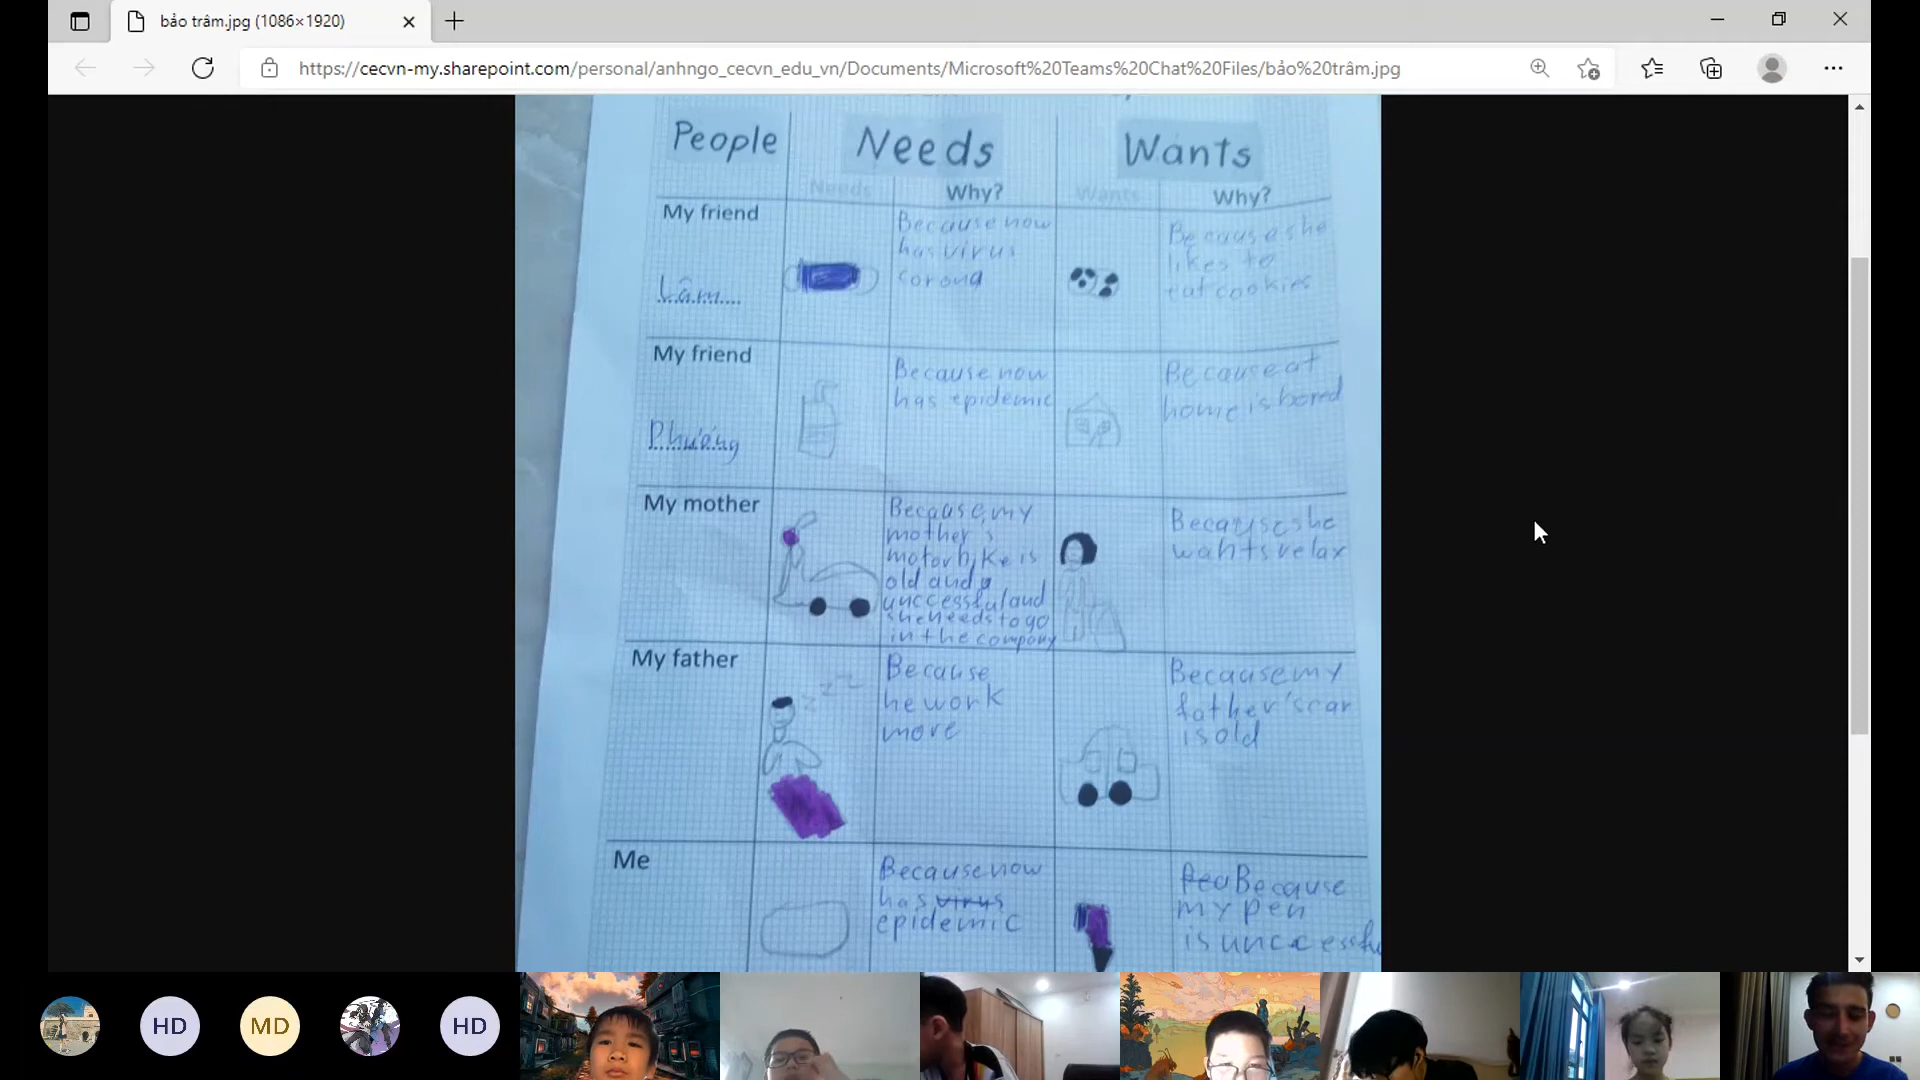 bảo trâm.jpg (1086×1920)
https://cecvn-my.sharepoint.com/personal/anhngo_cecvn_edu_vn/Documents/Microsoft%20Teams%20Chat%20Files/bảo%20trâm.jpg
People
Needs
Wants
Needs
Why?
Wants
Why?
My friend
Lâm
Because now
has virus
corona
Because she
likes to
eat cookies
My friend
Phương
Because now
has epidemic
Because at
home is bored
My mother
Because my
mother's
motorbike is
old and
unccessful and
she needs to go
in the company
Because she
wants relax
My father
Because
he work
more
Because my
father's car
is old
Me
Because now
has virus
epidemic
Because
my pen
is unccessfu
HD
MD
HD